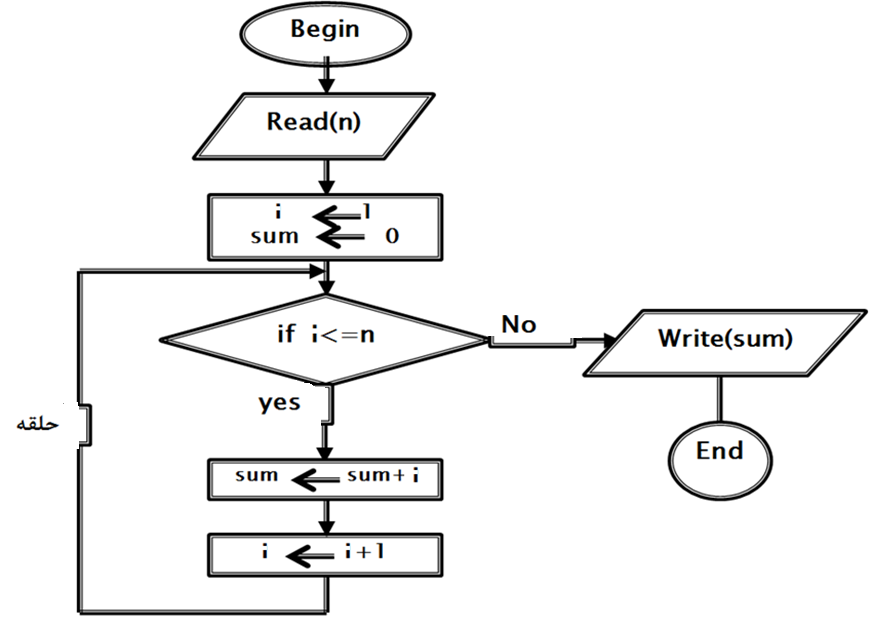 Begin
Read(n)
i ← 1
sum ← 0
if i<=n
No
Write(sum)
yes
حلقه
End
sum ← sum+i
i ← i+1